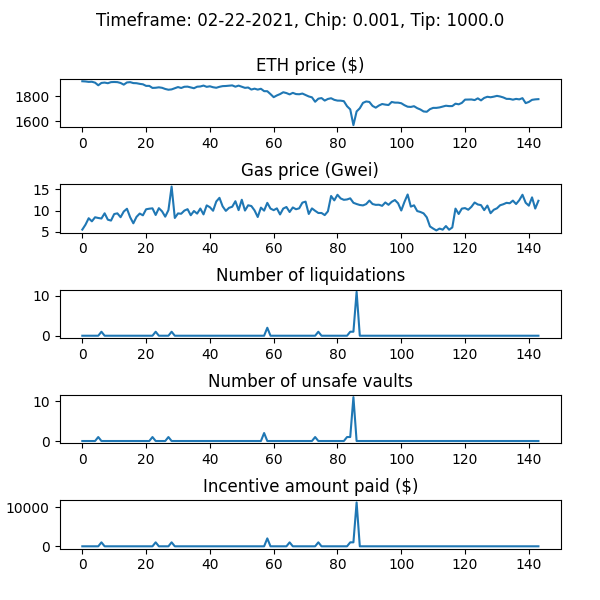 Timeframe: 02-22-2021, Chip: 0.001, Tip: 1000.0
ETH price ($)
1800
1600
0 20 40 60 80 100 120 140
Gas price (Gwei)
15
10
5
0 20 40 60 80 100 120 140
Number of liquidations
10
0
0 20 40 60 80 100 120 140
Number of unsafe vaults
10
0
0 20 40 60 80 100 120 140
Incentive amount paid ($)
10000
0
0 20 40 60 80 100 120 140